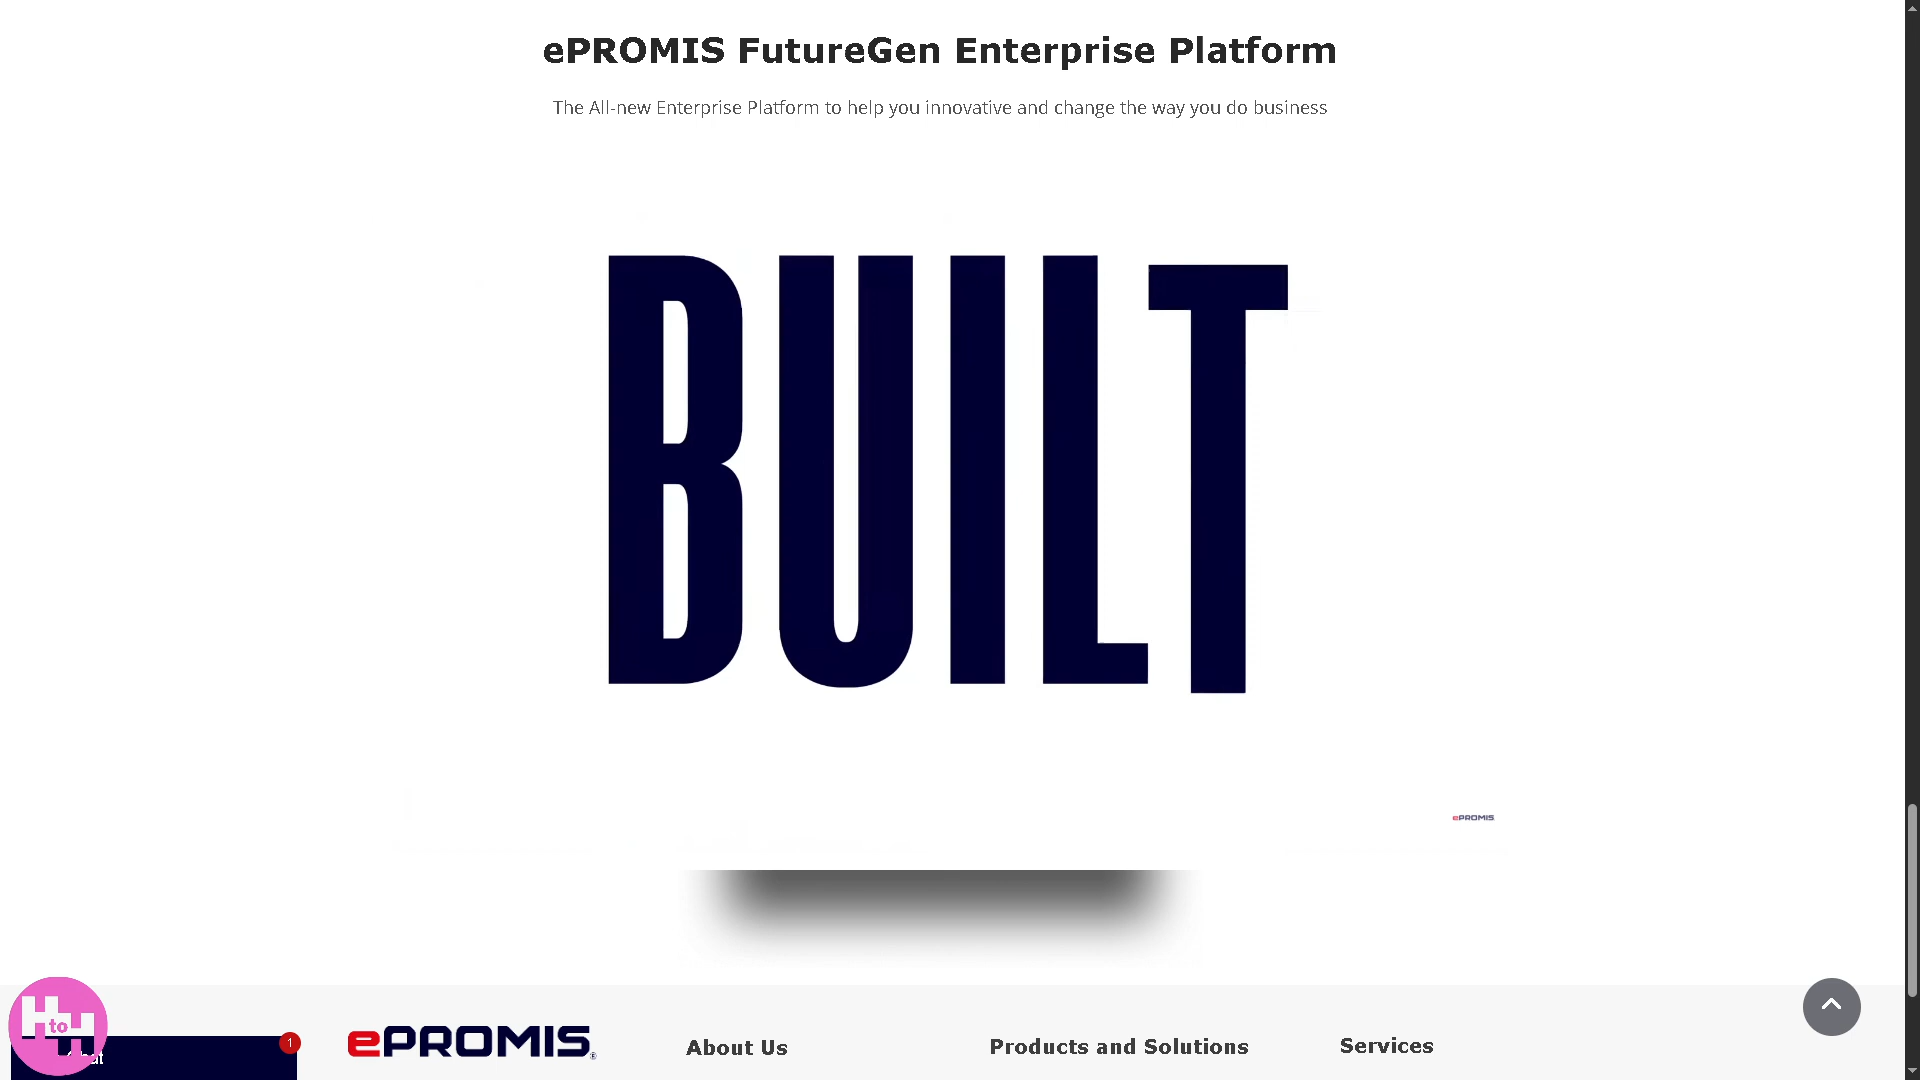 ePROMIS FutureGen Enterprise Platform
The All-new Enterprise Platform to help you innovative and change the way you do business
BUILT
ePROMIS
H to H
1
ePROMIS®
About Us
Products and Solutions
Services